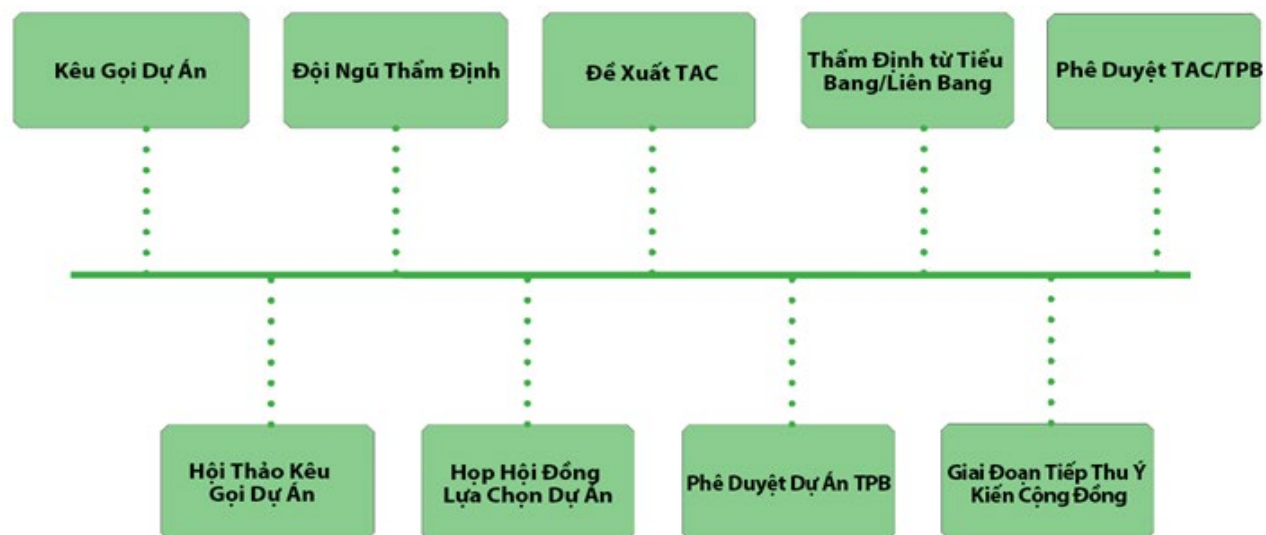 Kêu Gọi Dự Án
Đội Ngũ Thẩm Định
Đề Xuất TAC
Thẩm Định từ Tiểu
Bang/Liên Bang
Phê Duyệt TAC/TPB
Hội Thảo Kêu
Gọi Dự Án
Họp Hội Đồng
Lựa Chọn Dự Án
Phê Duyệt Dự Án TPB
Giai Đoạn Tiếp Thu Ý
Kiến Cộng Đồng